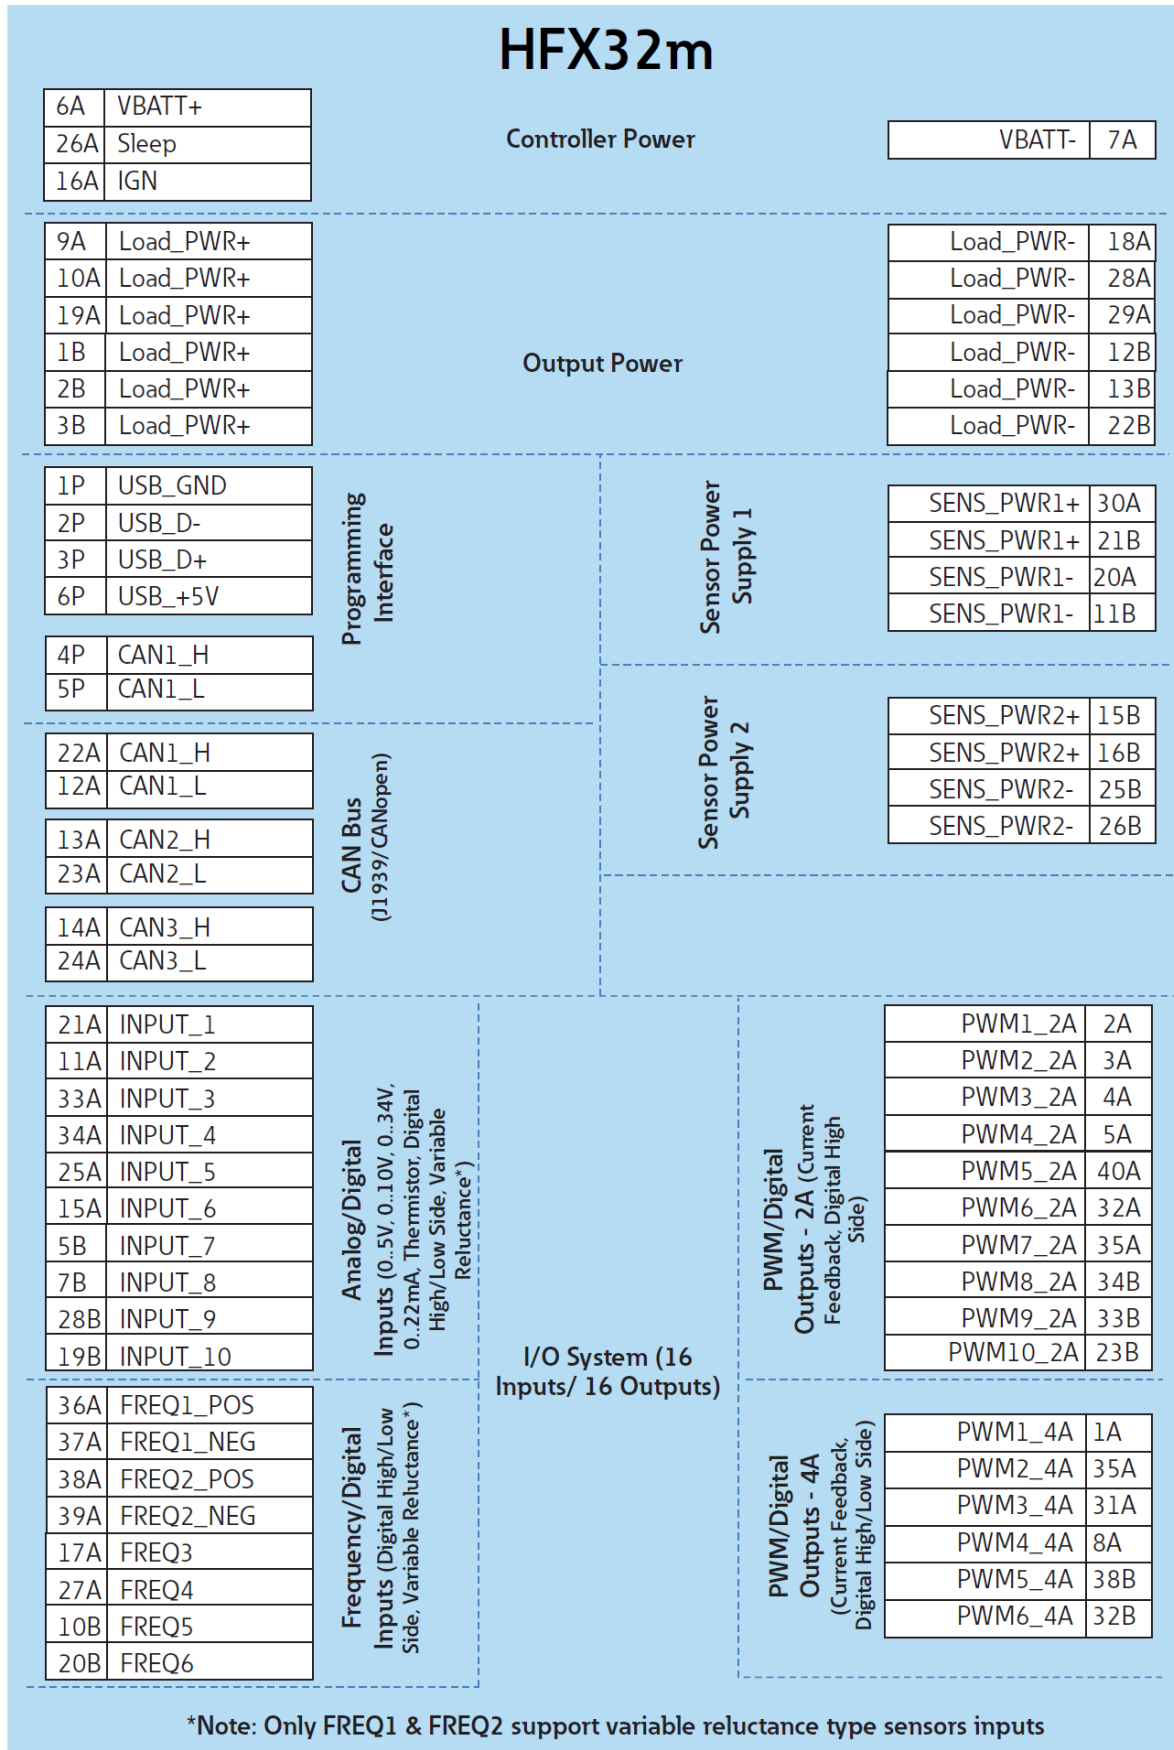 HFX32m
6A VBATT+
26A Sleep
16A IGN
Controller Power
VBATT- 7A
9A Load_PWR+
10A Load_PWR+
19A Load_PWR+
1B Load_PWR+
2B Load_PWR+
3B Load_PWR+
Output Power
Load_PWR- 18A
Load_PWR- 28A
Load_PWR- 29A
Load_PWR- 12B
Load_PWR- 13B
Load_PWR- 22B
1P USB_GND
2P USB_D-
3P USB_D+
6P USB_+5V
4P CAN1_H
5P CAN1_L
Programming
Interface
Sensor Power
Supply 1
SENS_PWR1+ 30A
SENS_PWR1+ 21B
SENS_PWR1- 20A
SENS_PWR1- 11B
Sensor Power
Supply 2
SENS_PWR2+ 15B
SENS_PWR2+ 16B
SENS_PWR2- 25B
SENS_PWR2- 26B
22A CAN1_H
12A CAN1_L
13A CAN2_H
23A CAN2_L
14A CAN3_H
24A CAN3_L
CAN Bus
(J1939/CANopen)
21A INPUT_1
11A INPUT_2
33A INPUT_3
34A INPUT_4
25A INPUT_5
15A INPUT_6
5B INPUT_7
7B INPUT_8
28B INPUT_9
19B INPUT_10
Analog/Digital
Inputs (0..5V, 0..10V, 0..34V,
0..22mA, Thermistor, Digital
High/Low Side, Variable
Reluctance*)
I/O System (16
Inputs/ 16 Outputs)
PWM/Digital
Outputs - 2A (Current
Feedback, Digital High
Side)
PWM1_2A 2A
PWM2_2A 3A
PWM3_2A 4A
PWM4_2A 5A
PWM5_2A 40A
PWM6_2A 32A
PWM7_2A 35A
PWM8_2A 34B
PWM9_2A 33B
PWM10_2A 23B
36A FREQ1_POS
37A FREQ1_NEG
38A FREQ2_POS
39A FREQ2_NEG
17A FREQ3
27A FREQ4
10B FREQ5
20B FREQ6
Frequency/Digital
Inputs (Digital High/Low
Side, Variable Reluctance*)
PWM/Digital
Outputs - 4A
(Current Feedback,
Digital High/Low Side)
PWM1_4A 1A
PWM2_4A 35A
PWM3_4A 31A
PWM4_4A 8A
PWM5_4A 38B
PWM6_4A 32B
*Note: Only FREQ1 & FREQ2 support variable reluctance type sensors inputs